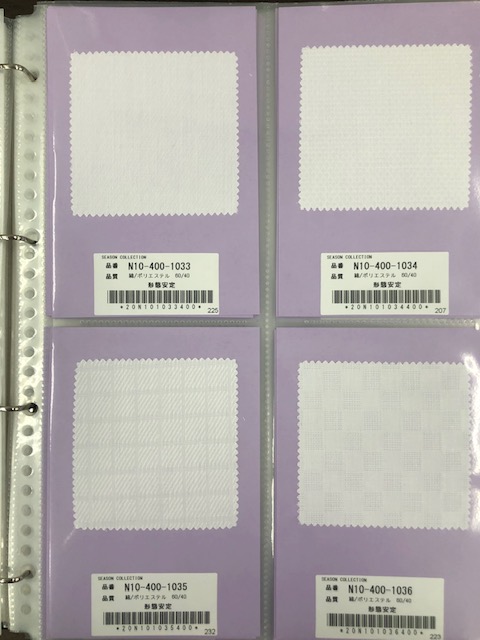 SEASON COLLECTION
品番 N10-400-1033
品質 綿/ポリエステル 60/40
形態安定
*20N101033400*
225
SEASON COLLECTION
品番 N10-400-1034
品質 綿/ポリエステル 60/40
形態安定
*20N101034400*
207
SEASON COLLECTION
品番 N10-400-1035
品質 綿/ポリエステル 60/40
形態安定
*20N101035400*
232
SEASON COLLECTION
品番 N10-400-1036
品質 綿/ポリエステル 60/40
形態安定
*20N101036400*
223